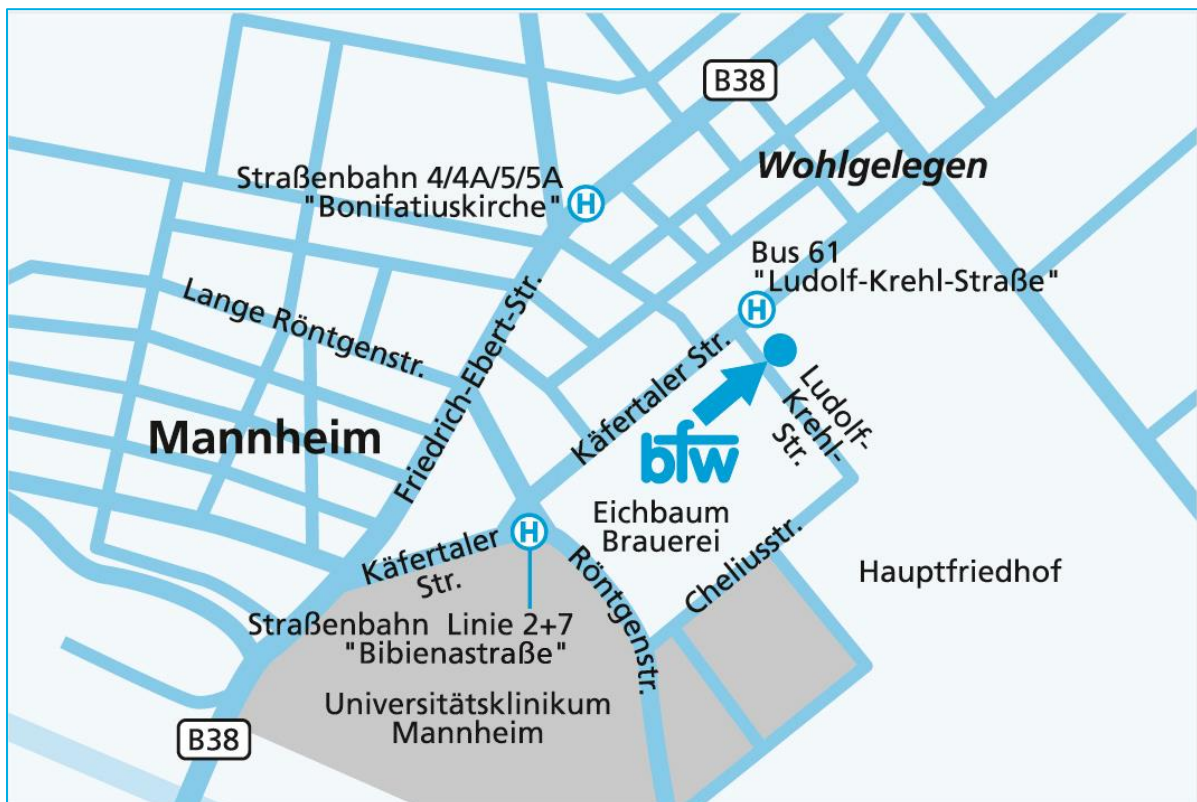 B38
Wohlgelegen
Straßenbahn 4/4A/5/5A
"Bonifatiuskirche"
Bus 61
"Ludolf-Krehl-Straße"
Lange Röntgenstr.
Friedrich-Ebert-Str.
Käfertaler Str.
Ludolf-
Krehl-
Str.
Mannheim
bfw
Eichbaum
Brauerei
Käfertaler
Str.
Röntgenstr.
Cheliusstr.
Hauptfriedhof
Straßenbahn Linie 2+7
"Bibienastraße"
Universitätsklinikum
Mannheim
B38
H
H
H